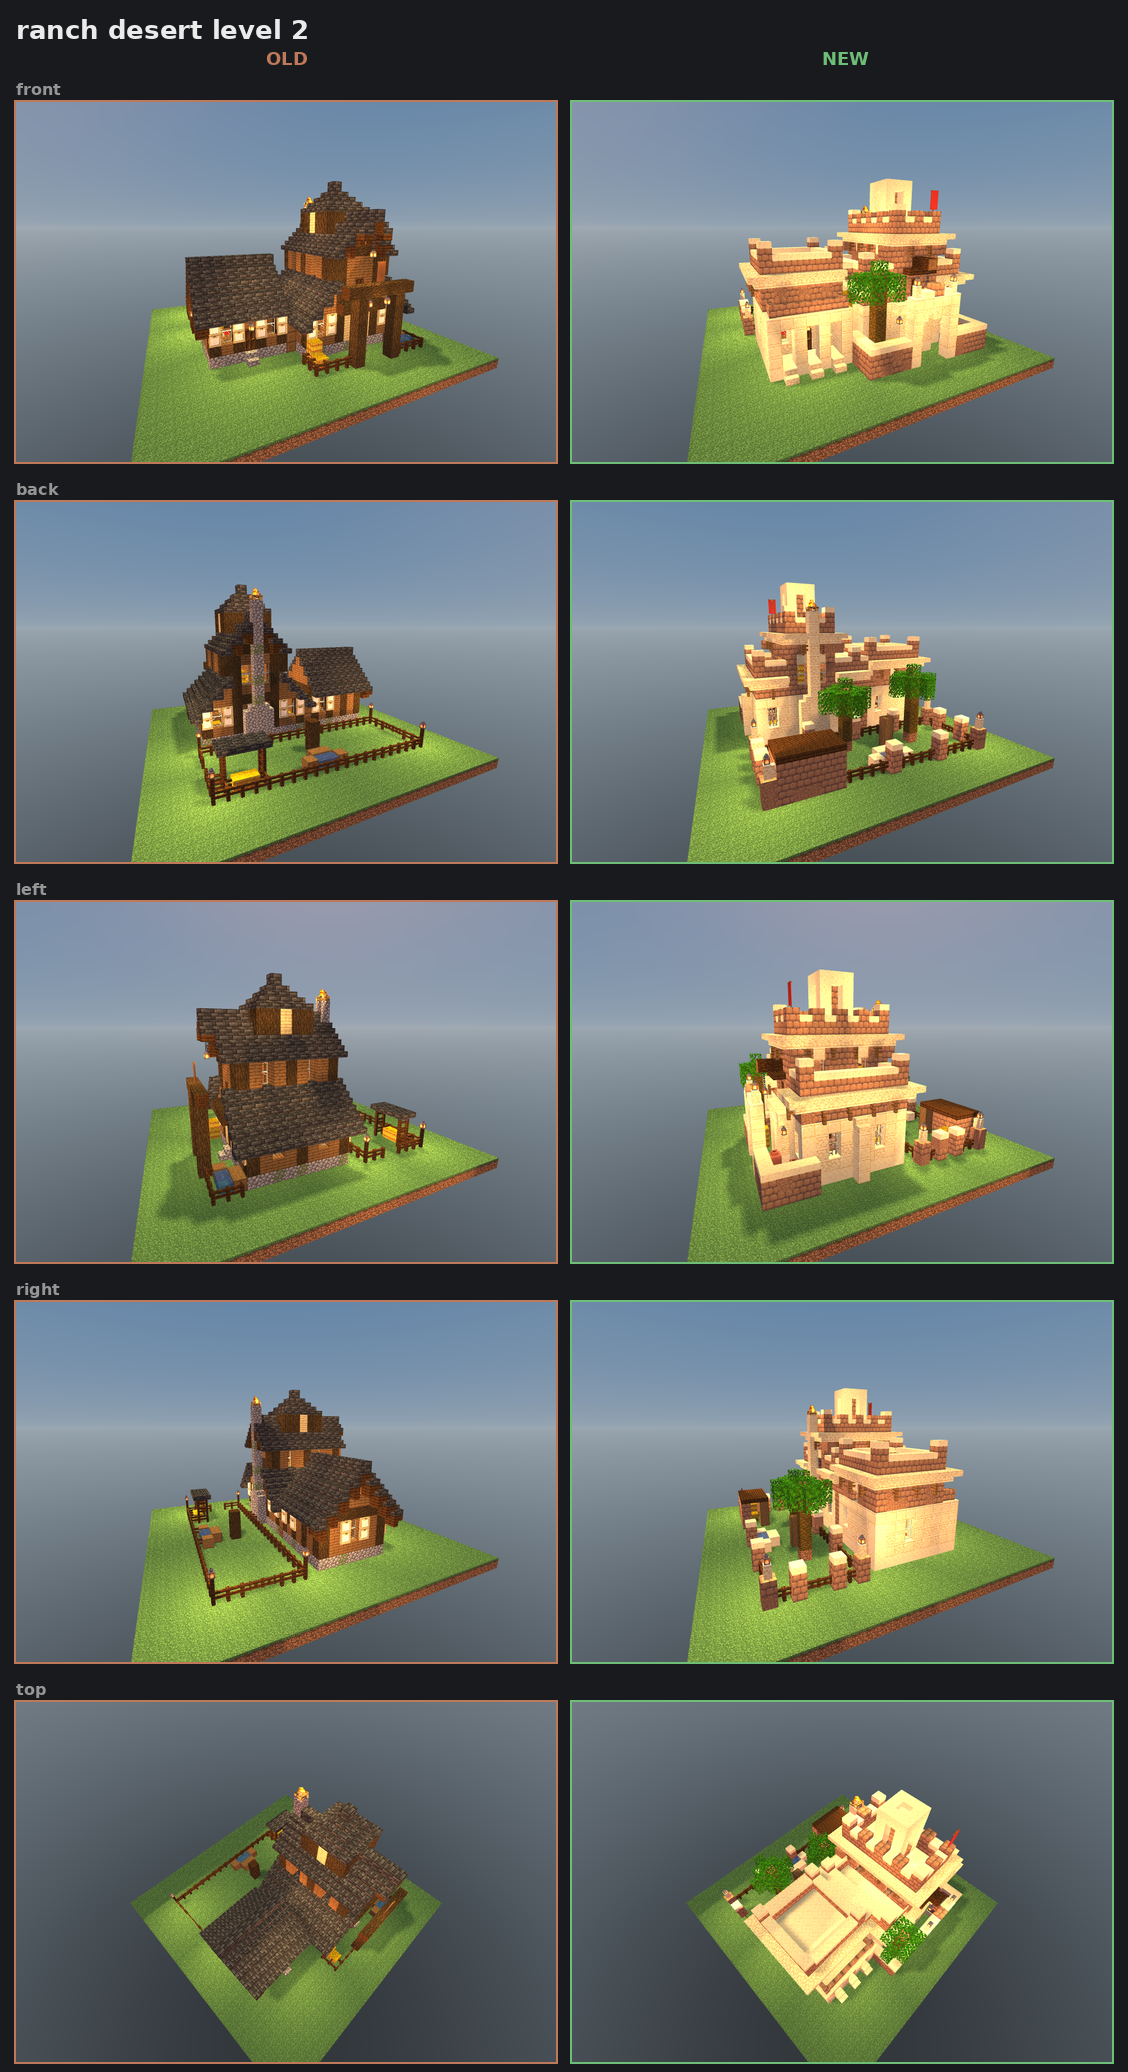 ranch desert level 2
OLD
NEW
front
back
left
right
top